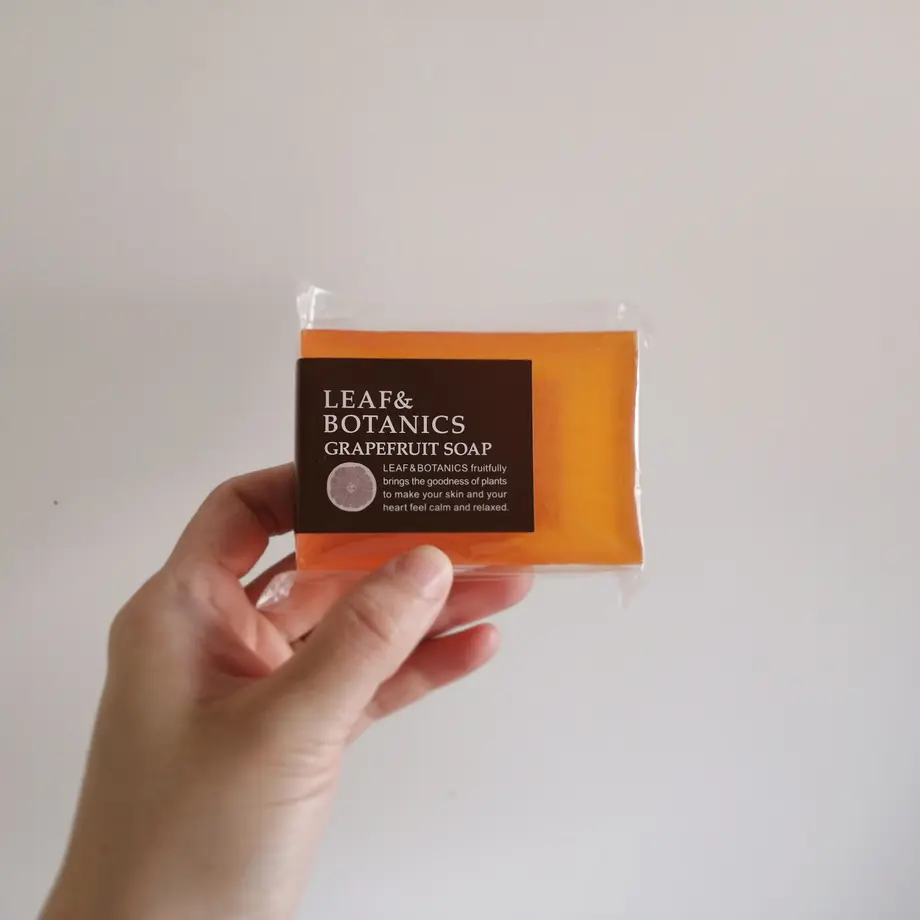 LEAF&
BOTANICS
GRAPEFRUIT SOAP
LEAF&BOTANICS fruitfully
brings the goodness of plants
to make your skin and your
heart feel calm and relaxed.